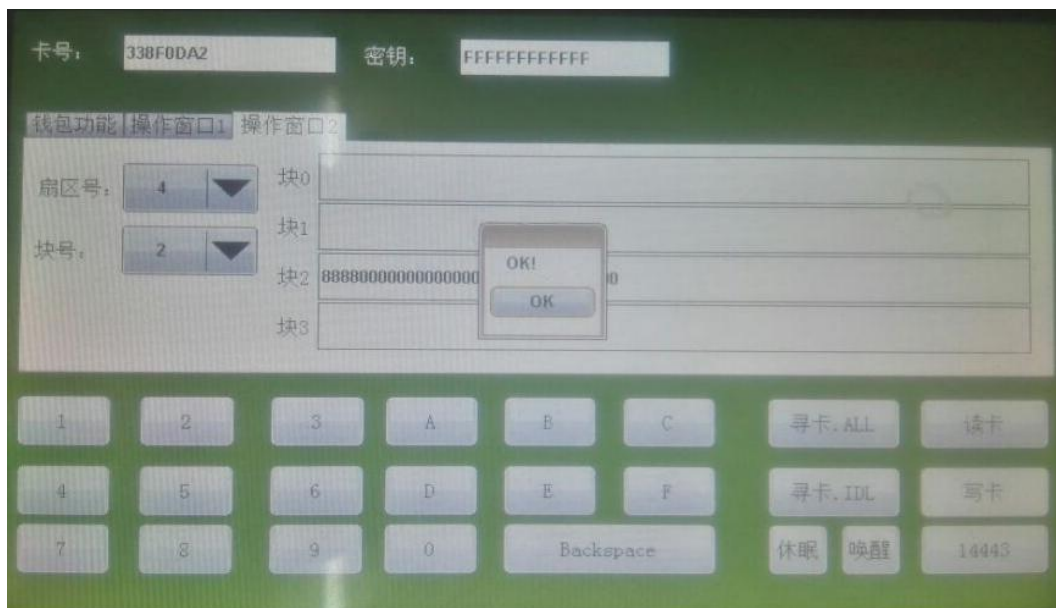 卡号: 338F0DA2 密钥: FFFFFFFFFFFF
钱包功能 操作窗口1 操作窗口2
扇区号: 4
块号: 2
块0
块1
块2 88880000000000000 00
块3
OK!
OK
1 2 3 A B C 寻卡.ALL 读卡
4 5 6 D E F 寻卡.IDL 写卡
7 8 9 0 Backspace 休眠 唤醒 14443